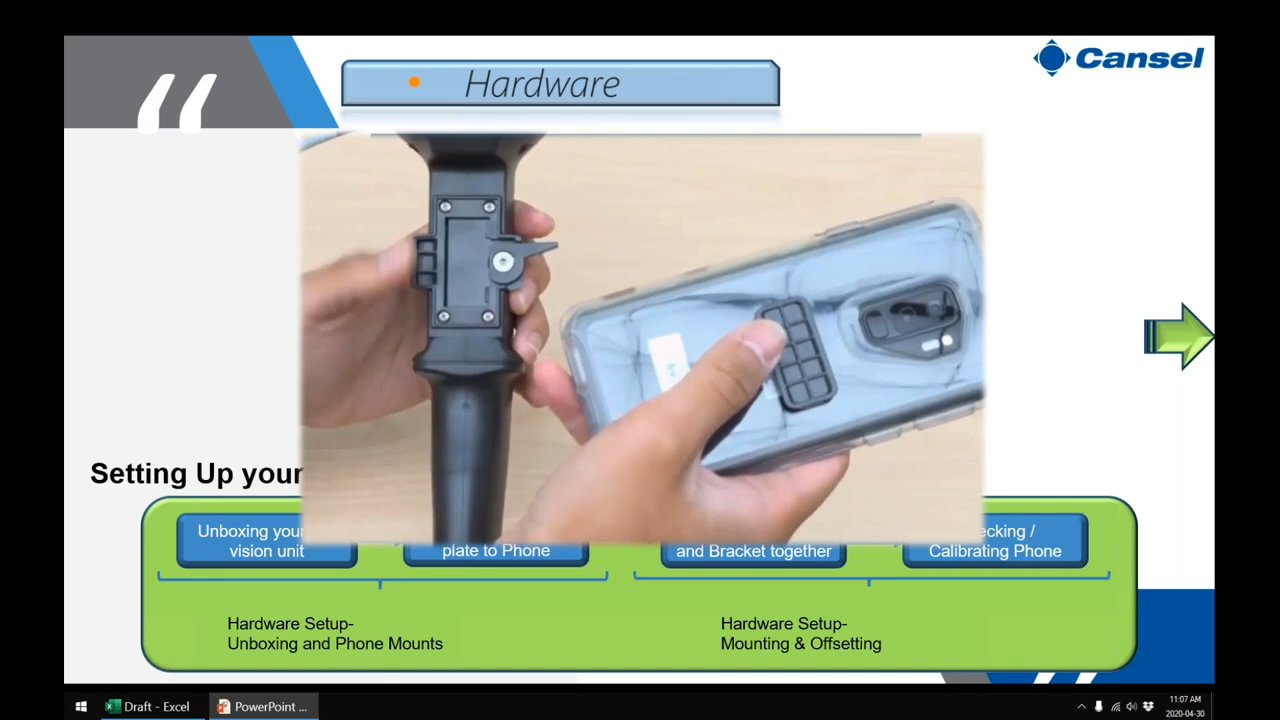 Hardware
Cansel
Setting Up your
Unboxing your
vision unit
plate to Phone
and Bracket together
ecking /
Calibrating Phone
Hardware Setup-
Unboxing and Phone Mounts
Hardware Setup-
Mounting & Offsetting
Draft - Excel
PowerPoint ...
11:07 AM
2020-04-30